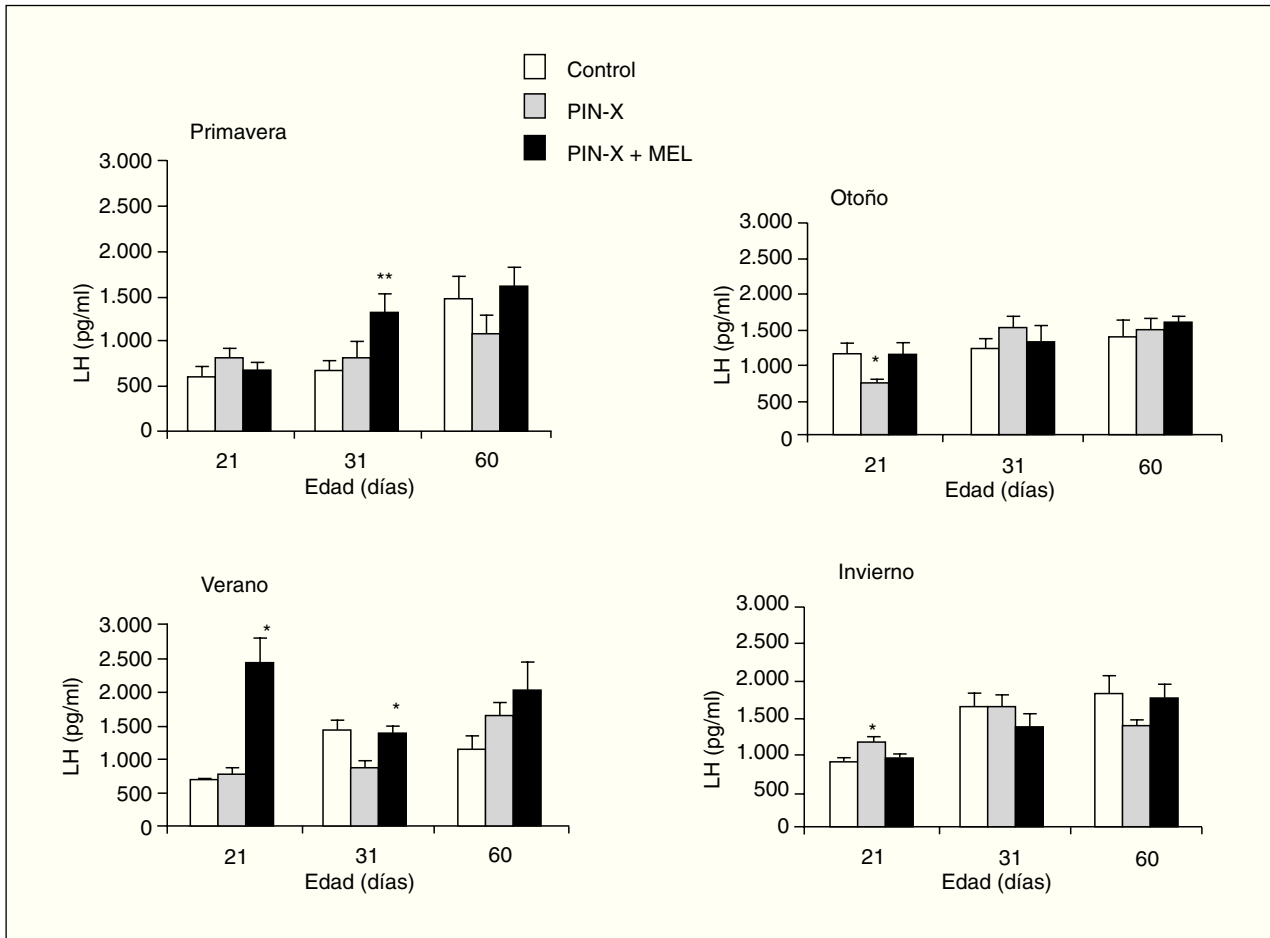 Control
PIN-X
PIN-X + MEL
Primavera
3.000
2.500
2.000
1.500
1.000
500
0
LH (pg/ml)
**
21 31 60
Edad (días)
Otoño
3.000
2.500
2.000
1.500
1.000
500
0
LH (pg/ml)
*
21 31 60
Edad (días)
Verano
3.000
2.500
2.000
1.500
1.000
500
0
LH (pg/ml)
*
*
21 31 60
Edad (días)
Invierno
3.000
2.500
2.000
1.500
1.000
500
0
LH (pg/ml)
*
21 31 60
Edad (días)